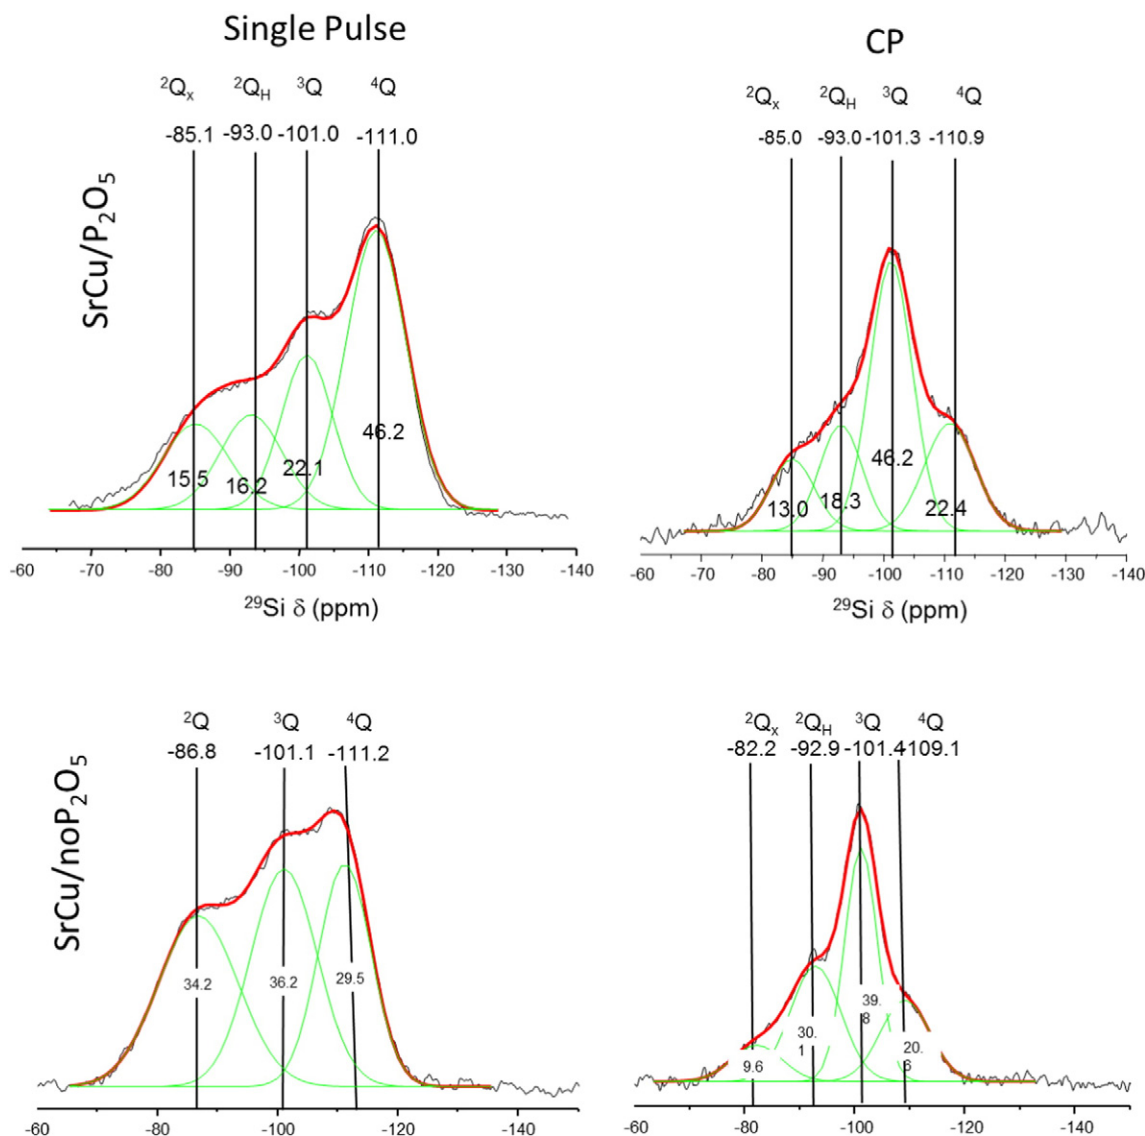 Single Pulse
CP
²Qₓ ²Q_H ³Q ⁴Q
-85.1 -93.0 -101.0 -111.0
SrCu/P₂O₅
15.5 16.2 22.1 46.2
-60 -70 -80 -90 -100 -110 -120 -130 -140
²⁹Si δ (ppm)
²Qₓ ²Q_H ³Q ⁴Q
-85.0 -93.0 -101.3 -110.9
13.0 18.3 46.2 22.4
-60 -70 -80 -90 -100 -110 -120 -130 -140
²⁹Si δ (ppm)
²Q ³Q ⁴Q
-86.8 -101.1 -111.2
SrCu/noP₂O₅
34.2 36.2 29.5
-60 -80 -100 -120 -140
²Qₓ ²Q_H ³Q ⁴Q
-82.2 -92.9 -101.4 -109.1
9.6 30.1 39.8 20.6
-60 -80 -100 -120 -140